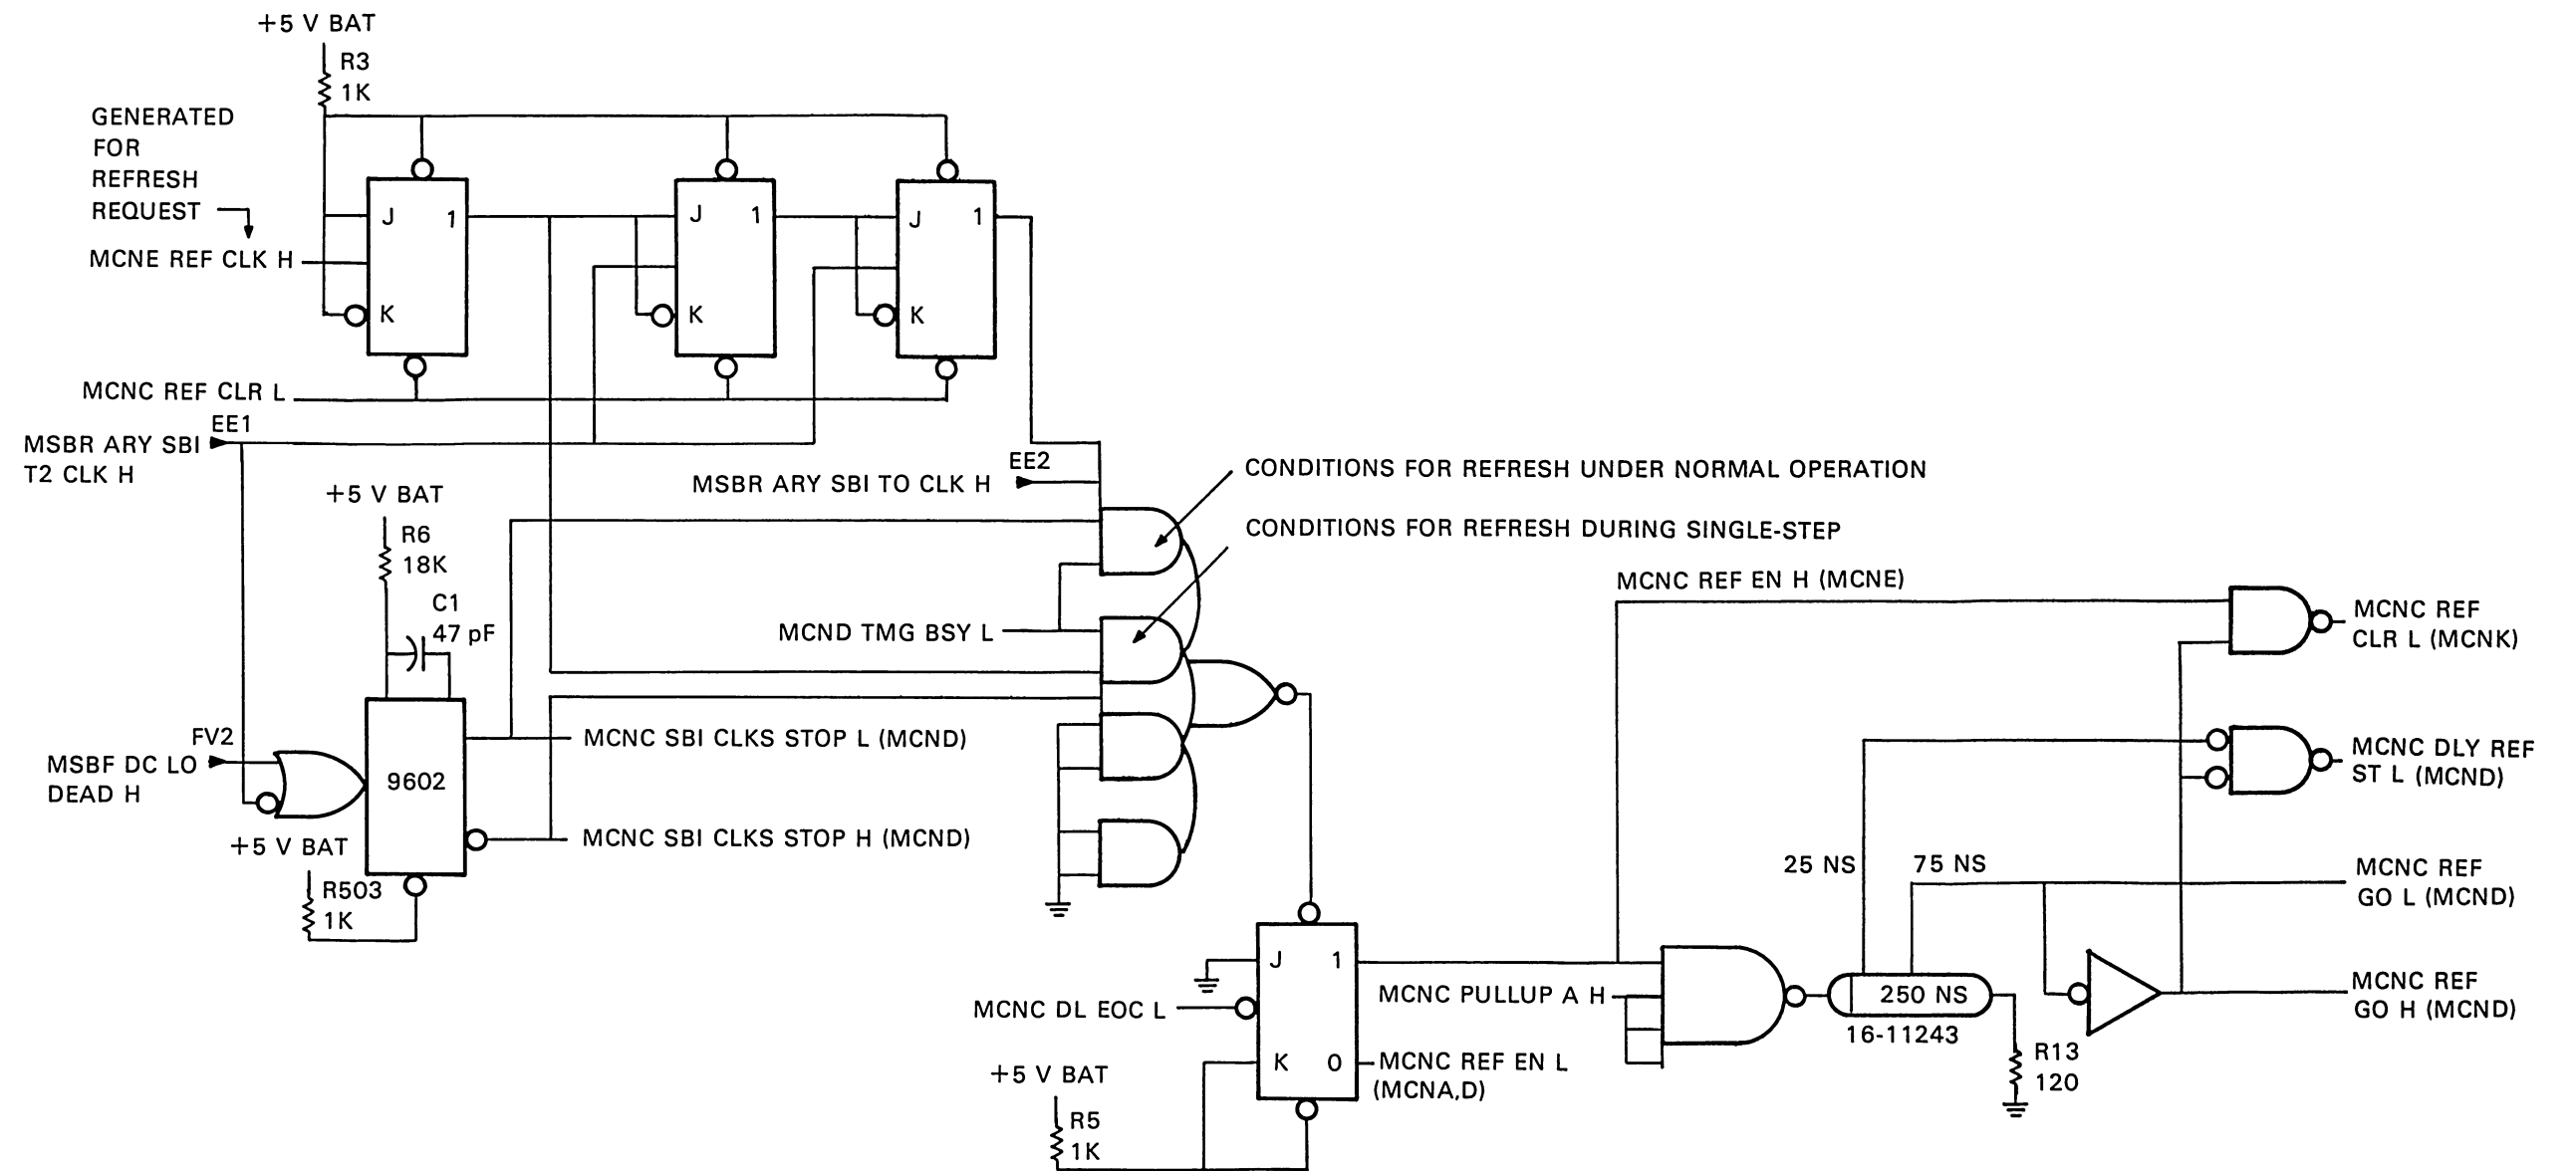 +5 V BAT
R3
1K
GENERATED
FOR
REFRESH
REQUEST
MCNE REF CLK H
J 1
K
J 1
K
J 1
K
MCNC REF CLR L
EE1
MSBR ARY SBI
T2 CLK H
EE2
MSBR ARY SBI TO CLK H
CONDITIONS FOR REFRESH UNDER NORMAL OPERATION
CONDITIONS FOR REFRESH DURING SINGLE-STEP
+5 V BAT
R6
18K
C1
47 pF
MCND TMG BSY L
FV2
MSBF DC LO
DEAD H
9602
MCNC SBI CLKS STOP L (MCND)
MCNC SBI CLKS STOP H (MCND)
+5 V BAT
R503
1K
MCNC REF EN H (MCNE)
MCNC REF
CLR L (MCNK)
MCNC DLY REF
ST L (MCND)
25 NS
75 NS
MCNC REF
GO L (MCND)
J 1
MCNC DL EOC L
K 0
MCNC PULLUP A H
MCNC REF EN L
(MCNA,D)
250 NS
16-11243
MCNC REF
GO H (MCND)
R13
120
+5 V BAT
R5
1K